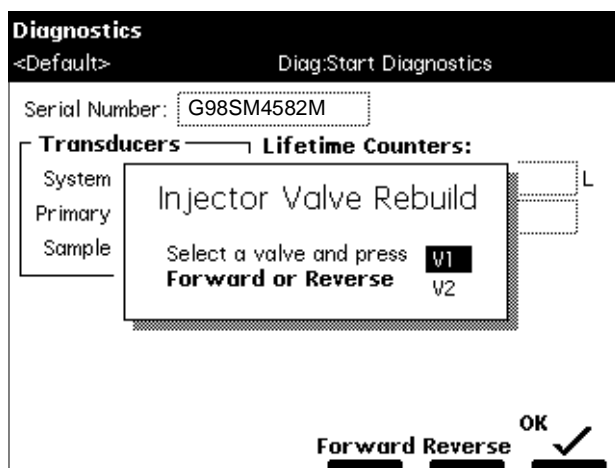 Diagnostics
<Default> Diag:Start Diagnostics
Serial Number: G98SM4582M
Transducers Lifetime Counters:
System L
Primary
Sample
Injector Valve Rebuild
Select a valve and press V1
Forward or Reverse V2
OK
Forward Reverse